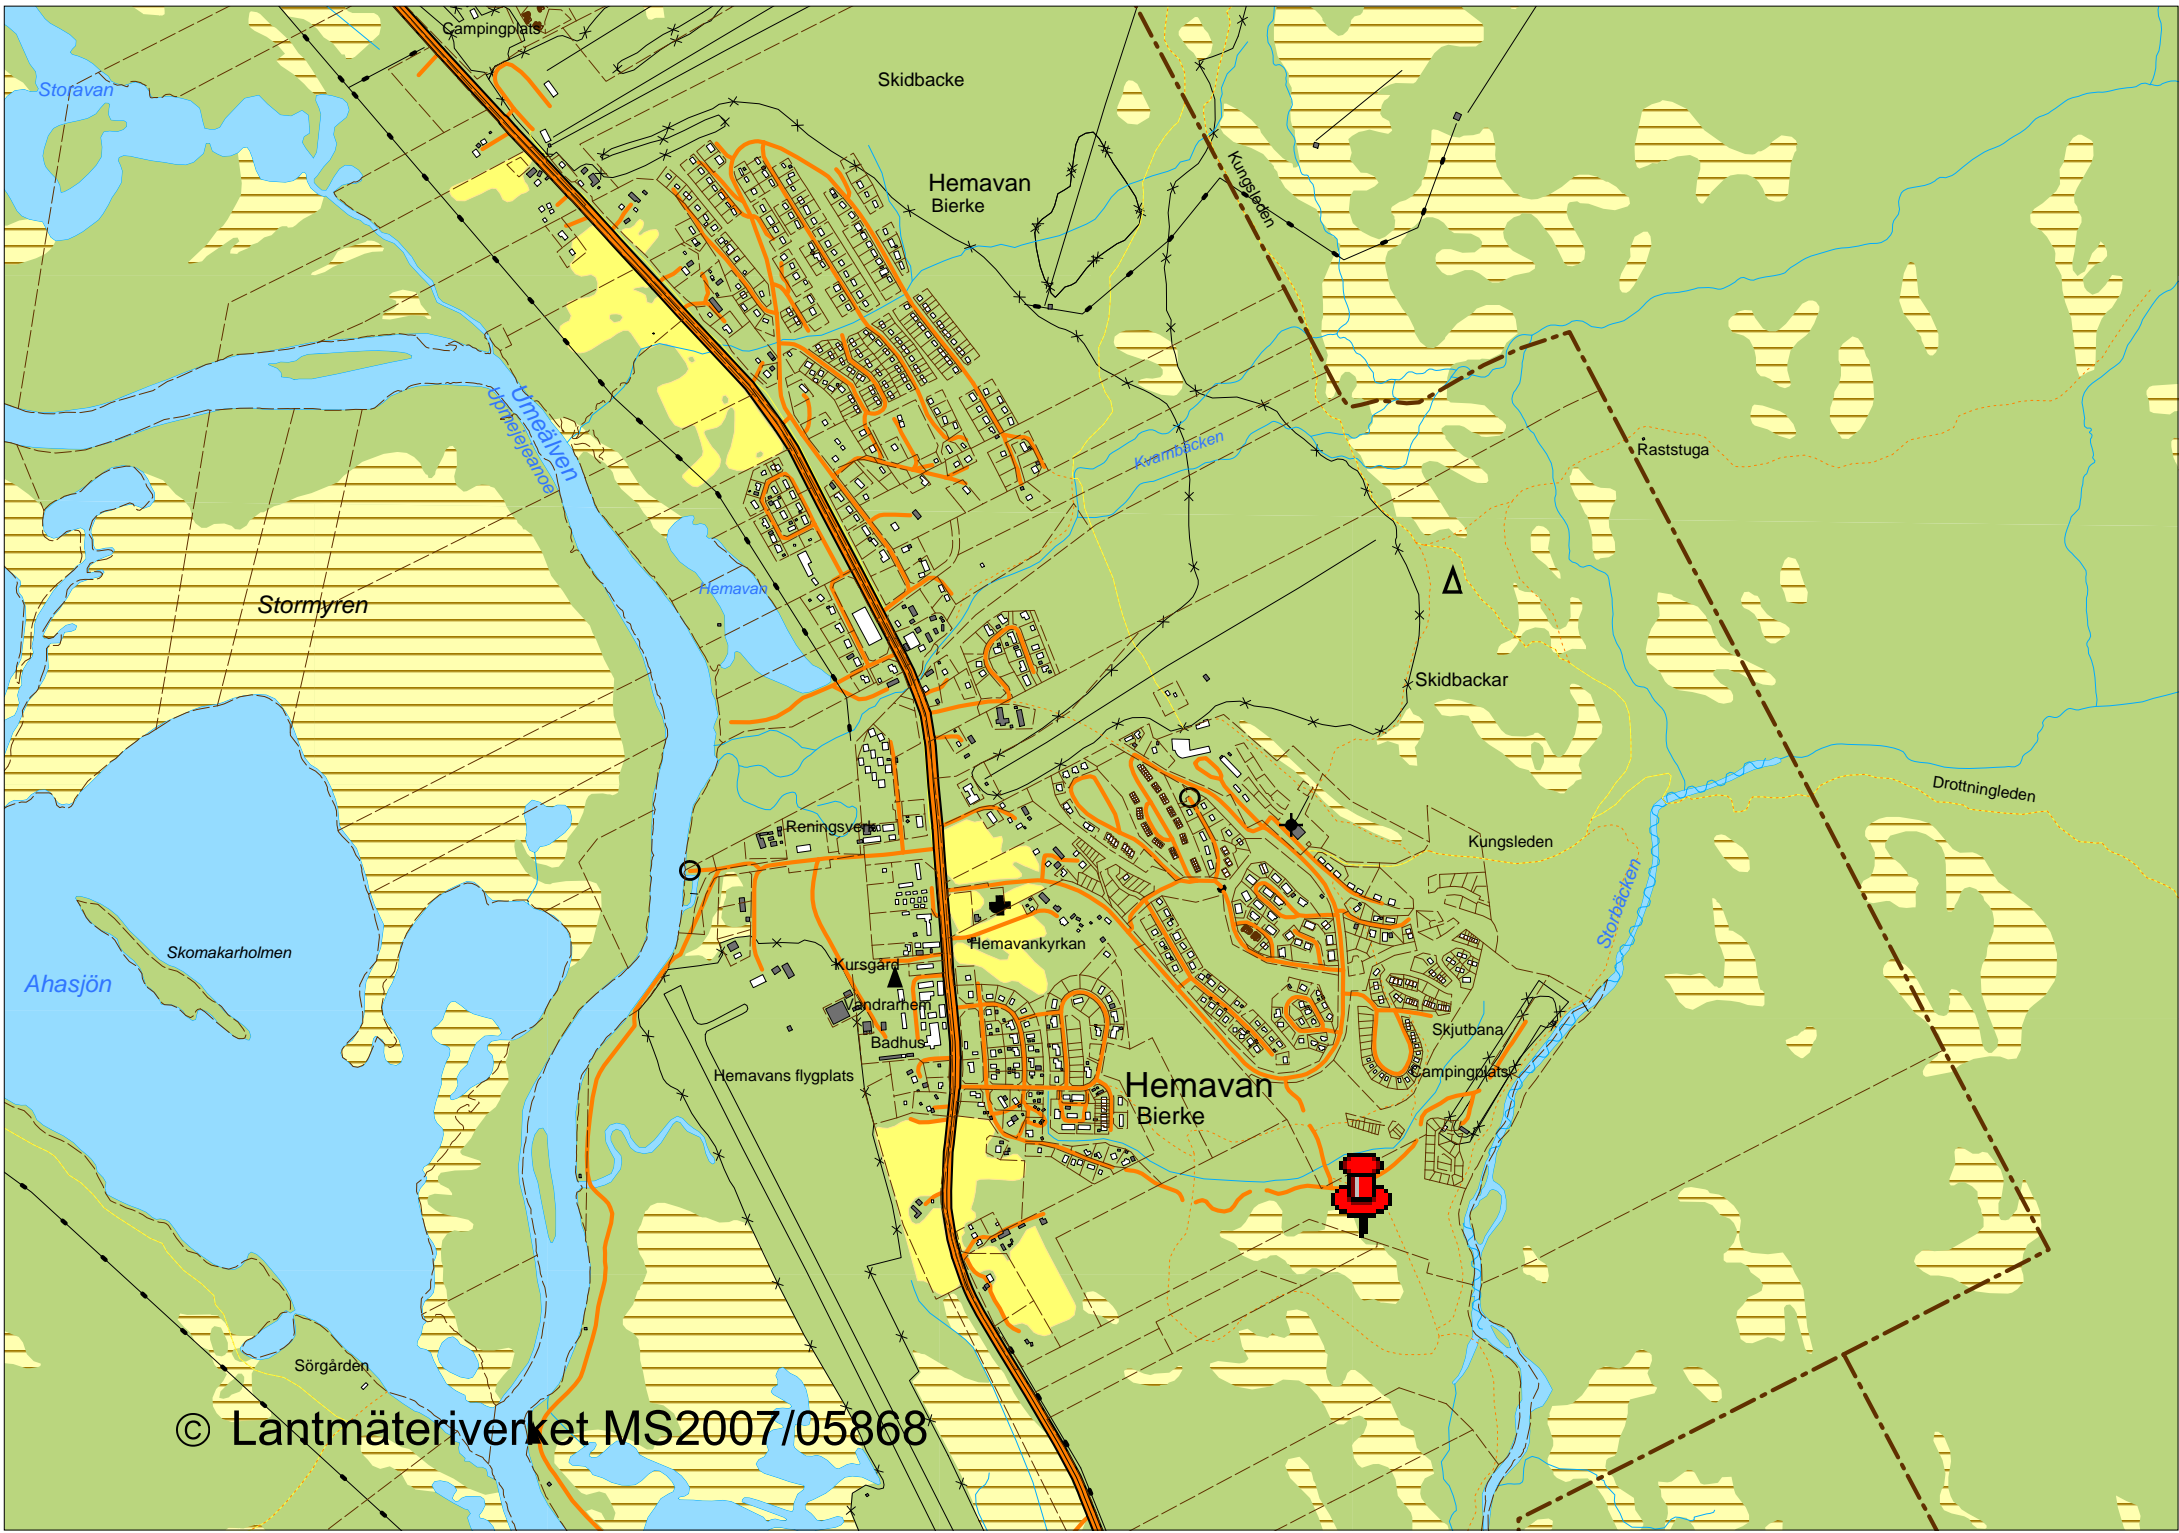 Campingplats
Storavan
Skidbacke
Hemavan
Bierke
Kungsleden
Umeälven
Upmejejeanoe
Kvarnbäcken
Raststuga
Hemavan
Stormyren
Skidbackar
Drottningleden
Reningsverk
Kungsleden
Storbäcken
Hemavankyrkan
Skomakarholmen
Kursgård
Ahasjön
Vandrarhem
Skjutbana
Badhus
Hemavans flygplats
Campingplats
Hemavan
Bierke
Sörgården
© Lantmäteriverket MS2007/05868